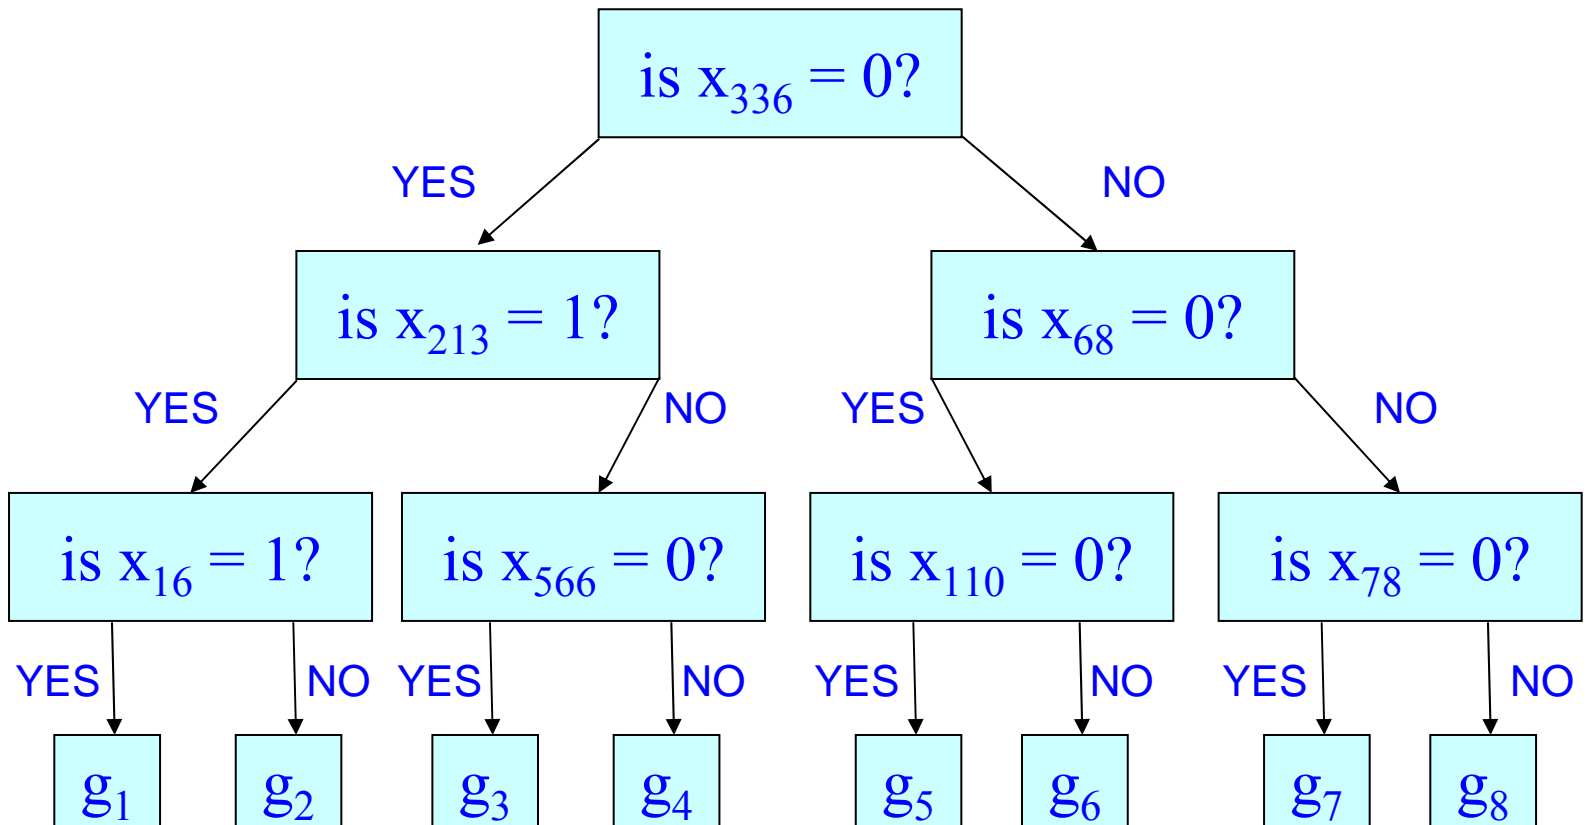 is x₃₃₆ = 0?
YES NO
is x₂₁₃ = 1? is x₆₈ = 0?
YES NO YES NO
is x₁₆ = 1? is x₅₆₆ = 0? is x₁₁₀ = 0? is x₇₈ = 0?
YES NO YES NO YES NO YES NO
g₁ g₂ g₃ g₄ g₅ g₆ g₇ g₈